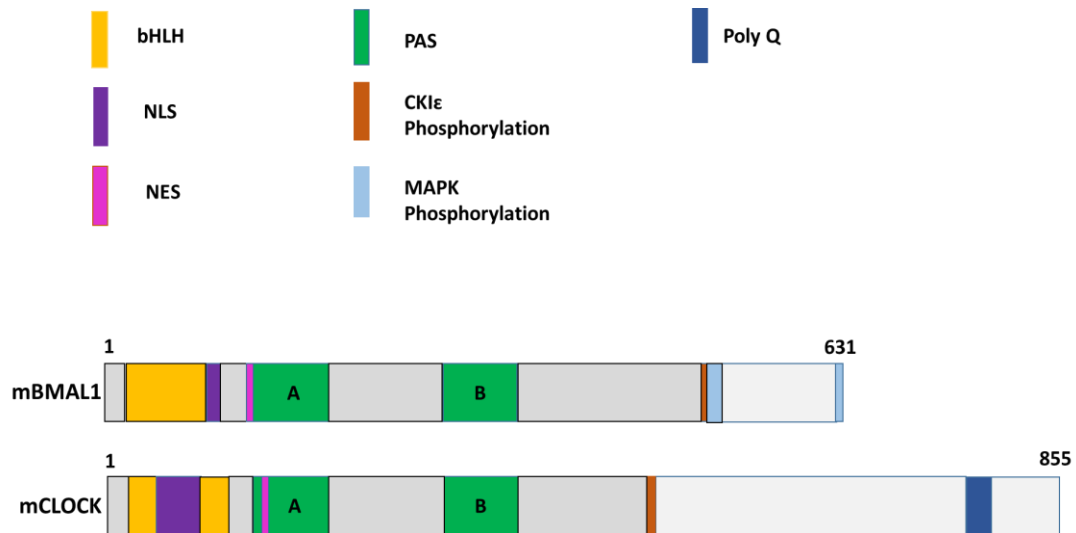 bHLH
PAS
Poly Q
NLS
CKIε
Phosphorylation
NES
MAPK
Phosphorylation
1
631
mBMAL1
A
B
1
855
mCLOCK
A
B